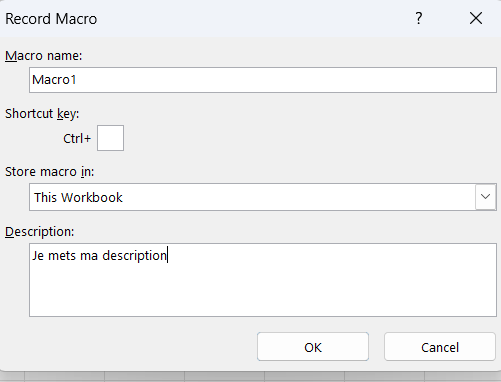 Record Macro ?
Macro name:
Macro1
Shortcut key:
Ctrl+
Store macro in:
This Workbook
Description:
Je mets ma description
OK Cancel